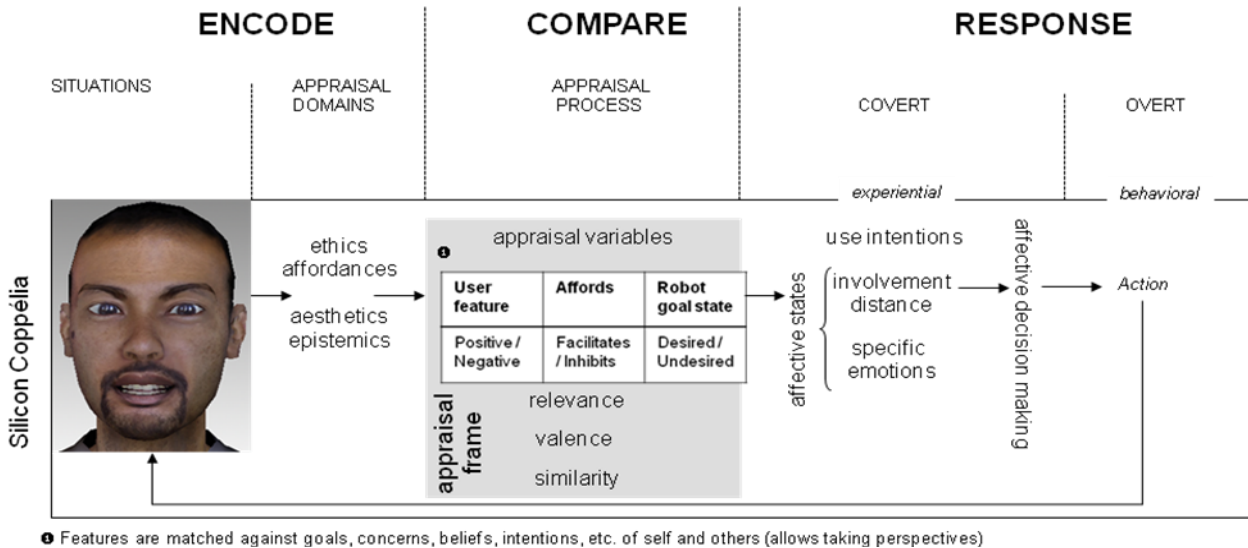 ENCODE
COMPARE
RESPONSE
SITUATIONS
APPRAISAL
DOMAINS
APPRAISAL
PROCESS
COVERT
OVERT
experiential
behavioral
Silicon Coppélia
ethics
affordances
aesthetics
epistemics
appraisal variables
❶
User
feature
Affords
Robot
goal state
Positive /
Negative
Facilitates
/ Inhibits
Desired /
Undesired
appraisal
frame
relevance
valence
similarity
affective states
use intentions
involvement
distance
specific
emotions
affective decision making
Action
❶ Features are matched against goals, concerns, beliefs, intentions, etc. of self and others (allows taking perspectives)